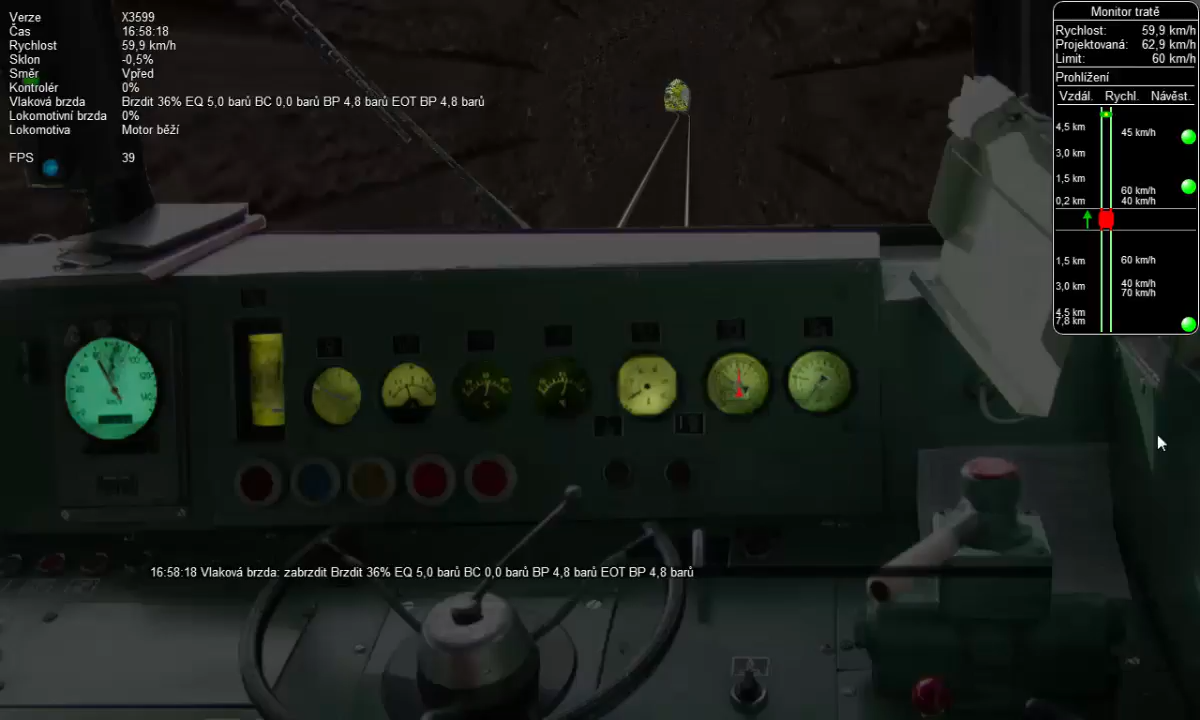 Verze X3599
Čas 16:58:18
Rychlost 59,9 km/h
Sklon -0,5%
Směr Vpřed
Kontrolér 0%
Vlaková brzda Brzdit 36% EQ 5,0 barů BC 0,0 barů BP 4,8 barů EOT BP 4,8 barů
Lokomotivní brzda 0%
Lokomotiva Motor běží
FPS 39
Monitor tratě
Rychlost: 59,9 km/h
Projektovaná: 62,9 km/h
Limit: 60 km/h
Prohlížení
Vzdál. Rychl. Návěst.
4,5 km 45 km/h
3,0 km
1,5 km
60 km/h
0,2 km 40 km/h
1,5 km 60 km/h
3,0 km 40 km/h
70 km/h
4,5 km
7,8 km
16:58:18 Vlaková brzda: zabrzdit Brzdit 36% EQ 5,0 barů BC 0,0 barů BP 4,8 barů EOT BP 4,8 barů